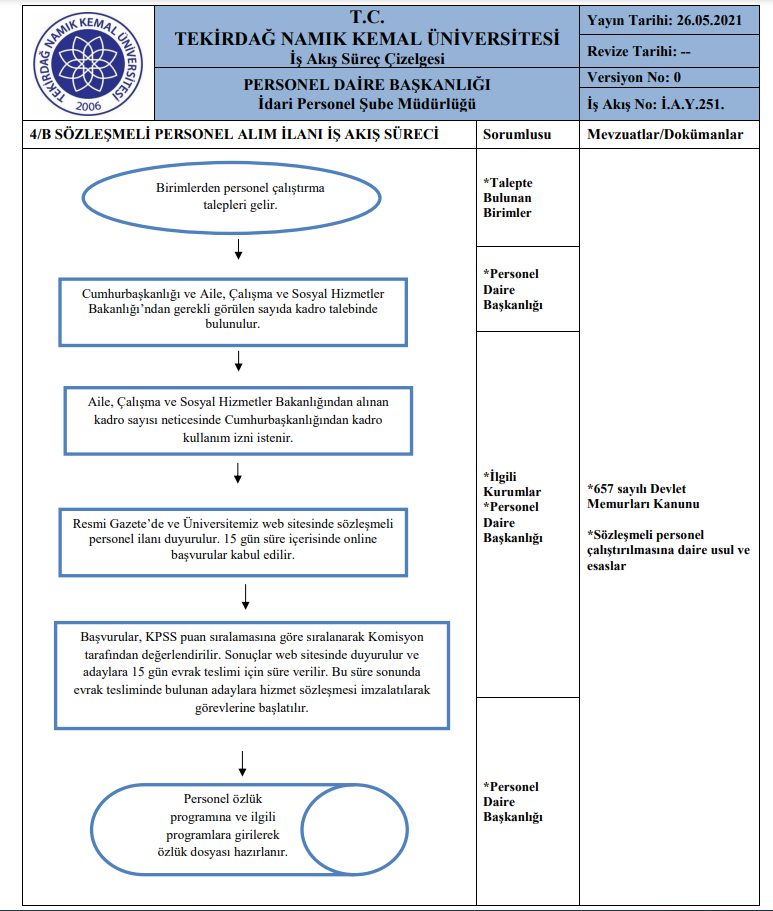 TEKİRDAĞ NAMIK KEMAL ÜNİVERSİTESİ
2006
T.C.
TEKİRDAĞ NAMIK KEMAL ÜNİVERSİTESİ
İş Akış Süreç Çizelgesi
PERSONEL DAİRE BAŞKANLIĞI
İdari Personel Şube Müdürlüğü
Yayın Tarihi: 26.05.2021
Revize Tarihi: --
Versiyon No: 0
İş Akış No: İ.A.Y.251.
4/B SÖZLEŞMELİ PERSONEL ALIM İLANI İŞ AKIŞ SÜRECİ
Sorumlusu
Mevzuatlar/Dokümanlar
Birimlerden personel çalıştırma
talepleri gelir.
*Talepte
Bulunan
Birimler
Cumhurbaşkanlığı ve Aile, Çalışma ve Sosyal Hizmetler
Bakanlığı’ndan gerekli görülen sayıda kadro talebinde
bulunulur.
*Personel
Daire
Başkanlığı
Aile, Çalışma ve Sosyal Hizmetler Bakanlığından alınan
kadro sayısı neticesinde Cumhurbaşkanlığından kadro
kullanım izni istenir.
Resmi Gazete’de ve Üniversitemiz web sitesinde sözleşmeli
personel ilanı duyurulur. 15 gün süre içerisinde online
başvurular kabul edilir.
Başvurular, KPSS puan sıralamasına göre sıralanarak Komisyon
tarafından değerlendirilir. Sonuçlar web sitesinde duyurulur ve
adaylara 15 gün evrak teslimi için süre verilir. Bu süre sonunda
evrak tesliminde bulunan adaylara hizmet sözleşmesi imzalatılarak
görevlerine başlatılır.
*İlgili
Kurumlar
*Personel
Daire
Başkanlığı
*657 sayılı Devlet
Memurları Kanunu
*Sözleşmeli personel
çalıştırılmasına daire usul ve
esaslar
Personel özlük
programına ve ilgili
programlara girilerek
özlük dosyası hazırlanır.
*Personel
Daire
Başkanlığı